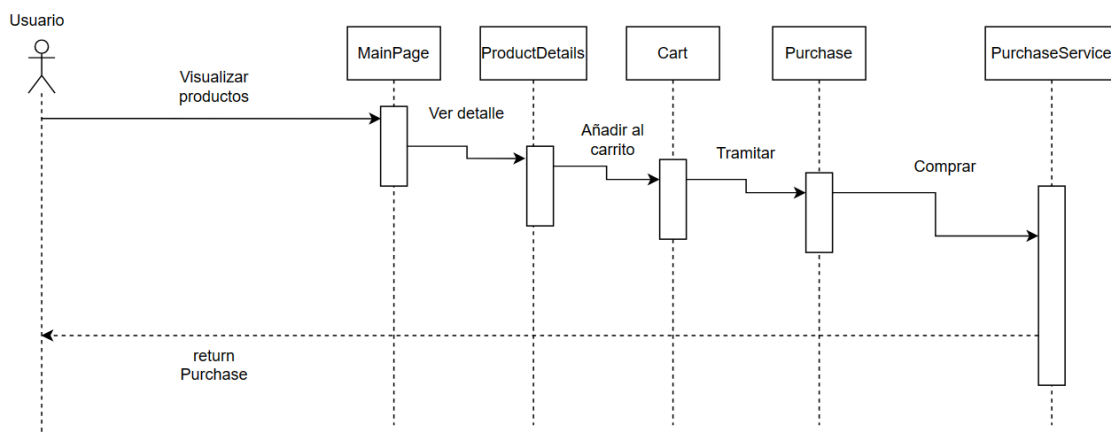 Usuario
MainPage
ProductDetails
Cart
Purchase
PurchaseService
Visualizar
productos
Ver detalle
Añadir al
carrito
Tramitar
Comprar
return
Purchase